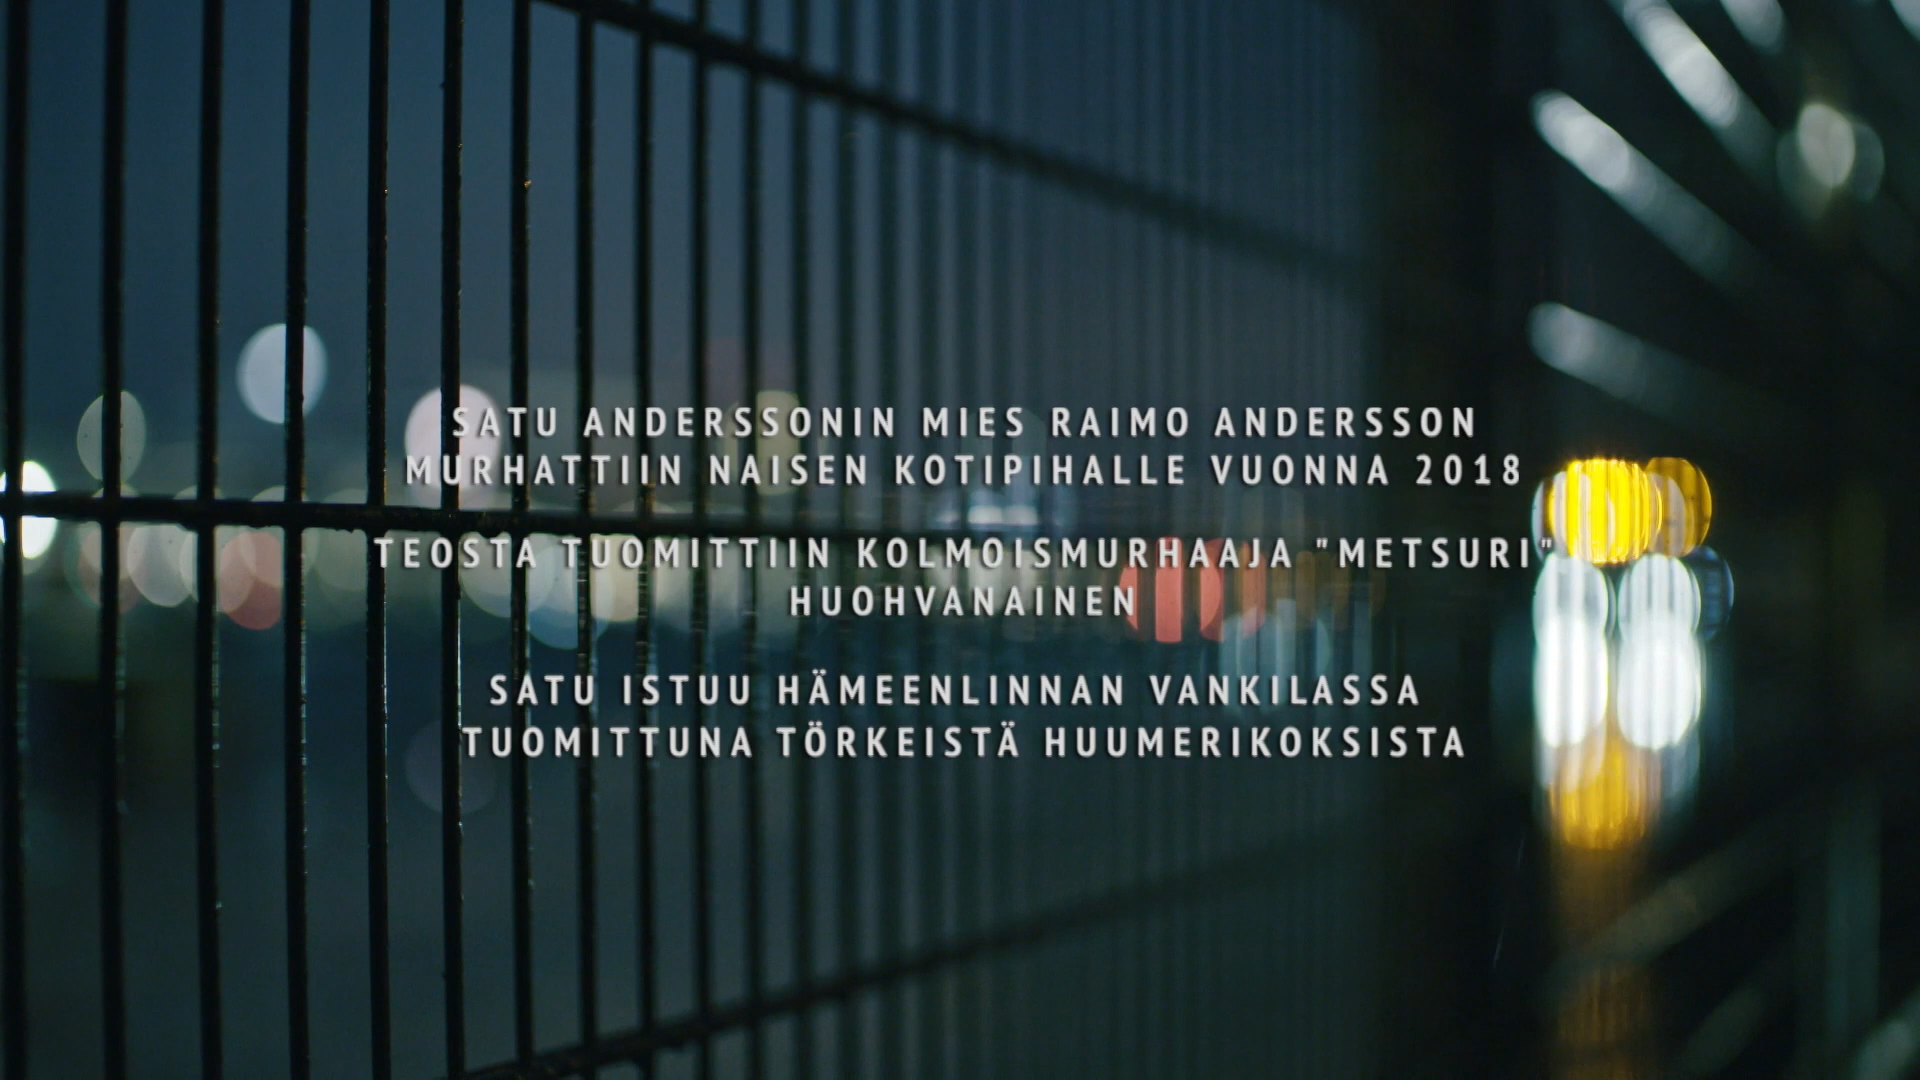 SATU ANDERSSONIN MIES RAIMO ANDERSSON
MURHATTIIN NAISEN KOTIPIHALLE VUONNA 2018
TEOSTA TUOMITTIIN KOLMOISMURHAAJA "METSURI"
HUOHVANAINEN
SATU ISTUU HÄMEENLINNAN VANKILASSA
TUOMITTUNA TÖRKEISTÄ HUUMERIKOKSISTA